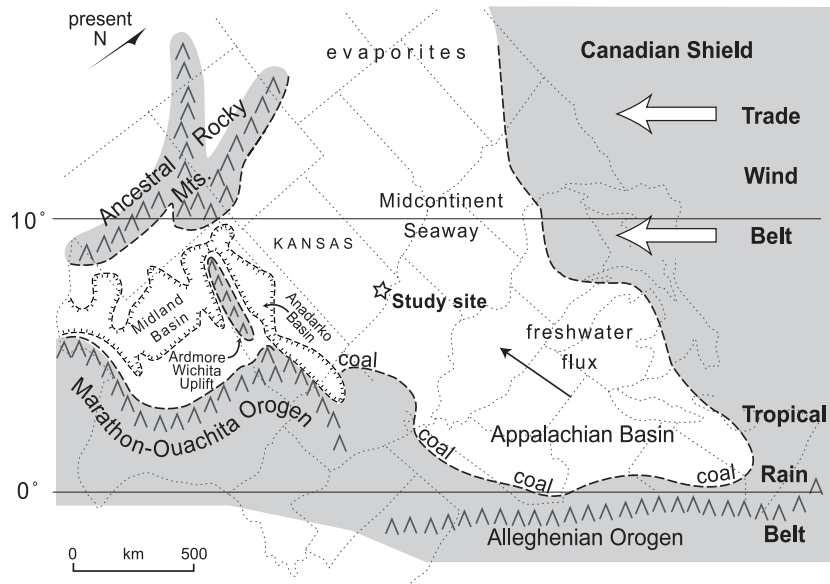 present
N
evaporites
Canadian Shield
Trade
Ancestral Rocky
Mts.
Wind
Midcontinent
Seaway
10°
KANSAS
Belt
Midland
Basin
Anadarko
Basin
Study site
Ardmore
Wichita
Uplift
freshwater
flux
coal
Marathon-Ouachita Orogen
Tropical
Appalachian Basin
coal
coal
coal
Rain
0°
Alleghenian Orogen
Belt
0 km 500